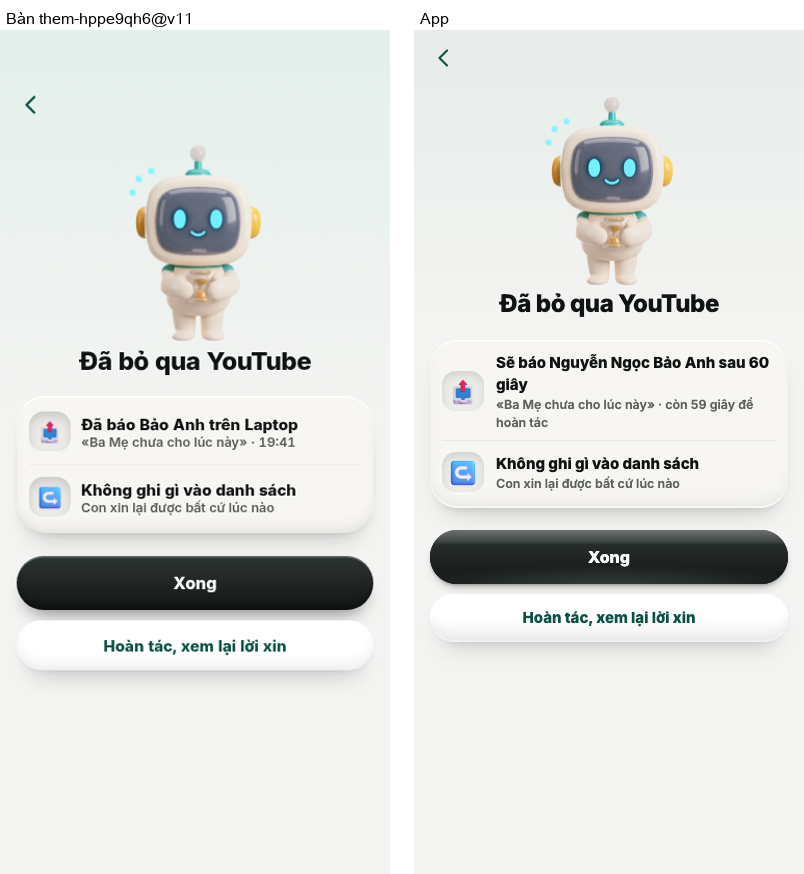 Bản them-hppe9qh6@v11
Đã bỏ qua YouTube
Đã báo Bảo Anh trên Laptop
«Ba Mẹ chưa cho lúc này» · 19:41
Không ghi gì vào danh sách
Con xin lại được bất cứ lúc nào
Xong
Hoàn tác, xem lại lời xin
App
Đã bỏ qua YouTube
Sẽ báo Nguyễn Ngọc Bảo Anh sau 60
giây
«Ba Mẹ chưa cho lúc này» · còn 59 giây để
hoàn tác
Không ghi gì vào danh sách
Con xin lại được bất cứ lúc nào
Xong
Hoàn tác, xem lại lời xin